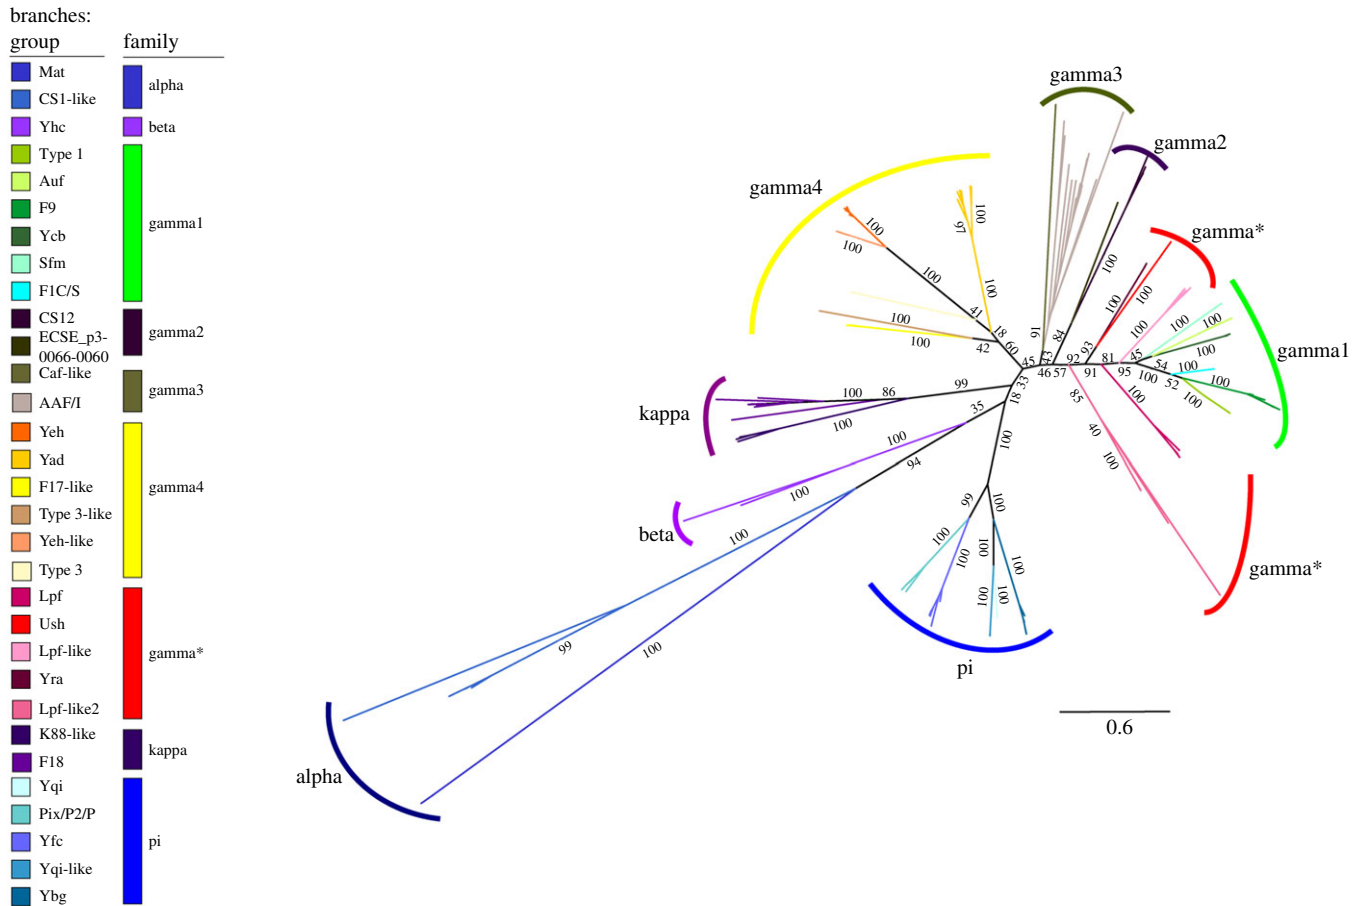 branches:
group family
Mat
CS1-like
alpha
Yhc
beta
Type 1
Auf
F9
Ycb
Sfm
F1C/S
gamma1
CS12
ECSE_p3-
0066-0060
gamma2
Caf-like
AAF/I
gamma3
Yeh
Yad
F17-like
Type 3-like
Yeh-like
Type 3
gamma4
Lpf
Ush
Lpf-like
Yra
Lpf-like2
gamma*
K88-like
F18
kappa
Yqi
Pix/P2/P
Yfc
Yqi-like
Ybg
pi
gamma3
gamma2
gamma4
gamma*
gamma1
kappa
beta
alpha
pi
gamma*
100
100
100
97
100
100
41
18
60
100
100
42
45
33
18
91
43
84
46
57
100
92
93
100
100
91
81
95
100
45
54
100
100
100
52
100
100
100
100
85
40
100
99
86
100
100
35
100
94
100
100
99
100
100
99
100
100
100
100
100
100
100
0.6